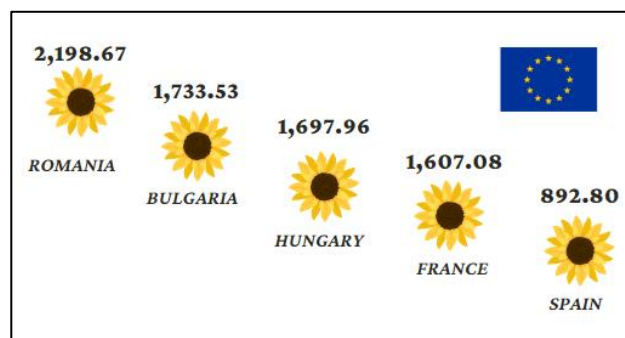 2,198.67
ROMANIA
1,733.53
BULGARIA
1,697.96
HUNGARY
1,607.08
FRANCE
892.80
SPAIN